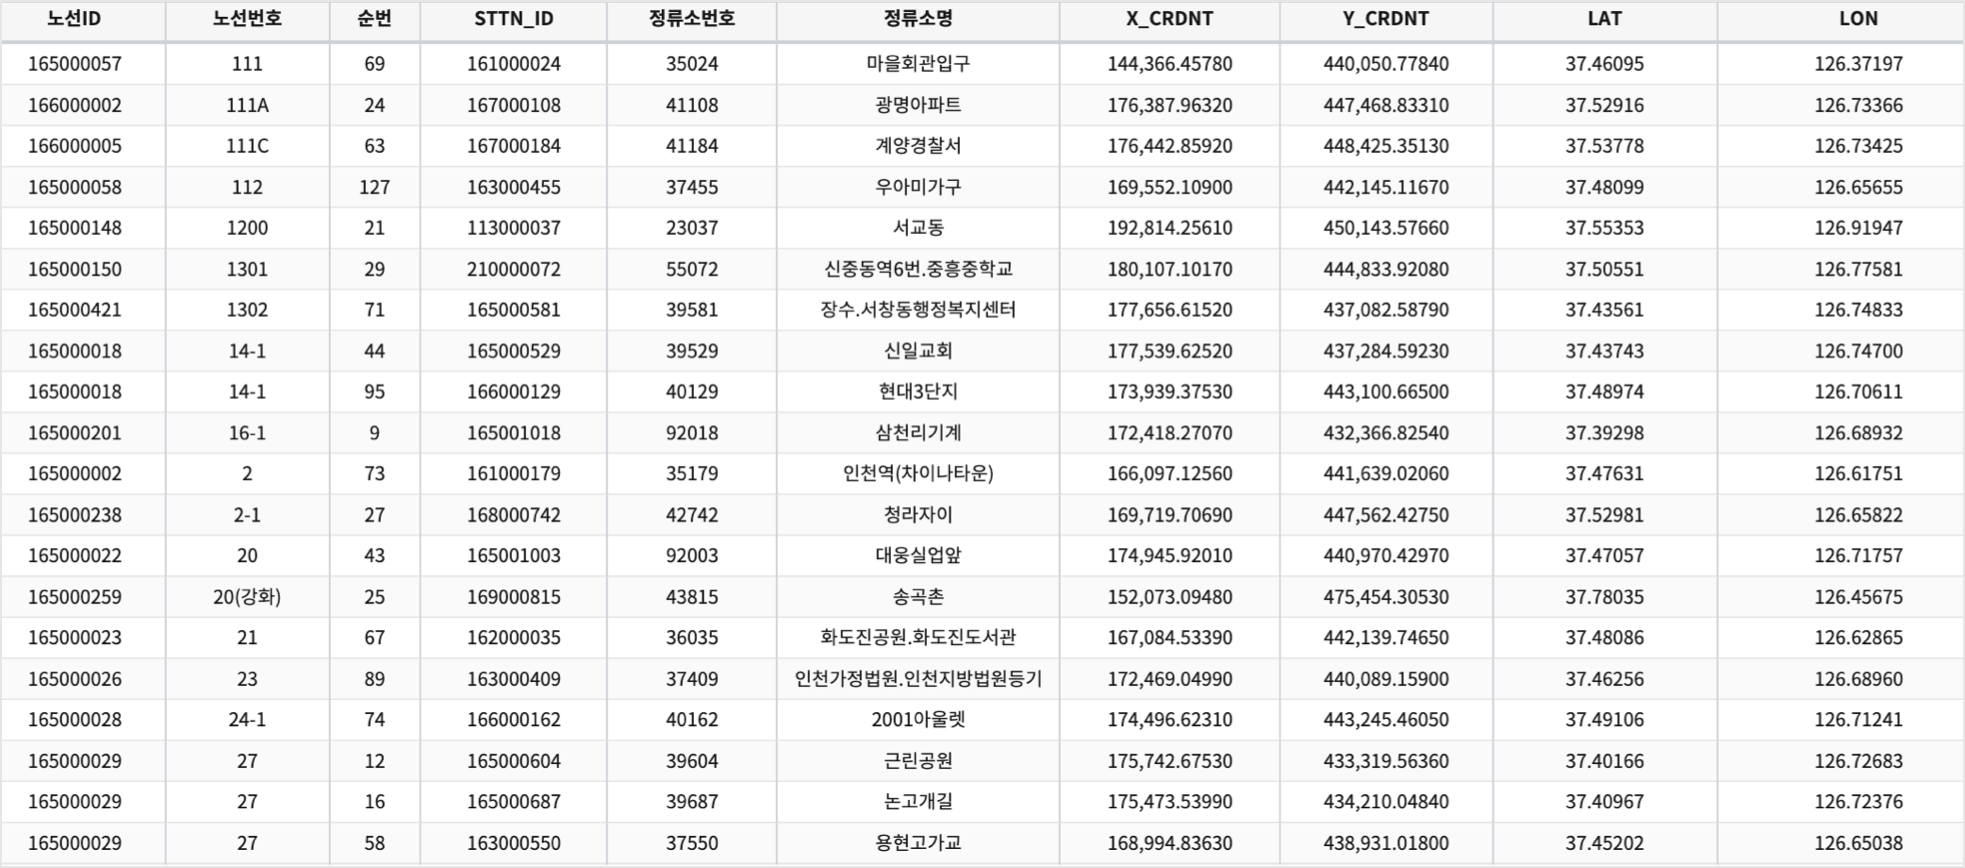 노선ID 노선번호 순번 STTN_ID 정류소번호 정류소명 X_CRDNT Y_CRDNT LAT LON
165000057 111 69 161000024 35024 마을회관입구 144,366.45780 440,050.77840 37.46095 126.37197
166000002 111A 24 167000108 41108 광명아파트 176,387.96320 447,468.83310 37.52916 126.73366
166000005 111C 63 167000184 41184 계양경찰서 176,442.85920 448,425.35130 37.53778 126.73425
165000058 112 127 163000455 37455 우아미가구 169,552.10900 442,145.11670 37.48099 126.65655
165000148 1200 21 113000037 23037 서교동 192,814.25610 450,143.57660 37.55353 126.91947
165000150 1301 29 210000072 55072 신중동역6번.중흥중학교 180,107.10170 444,833.92080 37.50551 126.77581
165000421 1302 71 165000581 39581 장수.서창동행정복지센터 177,656.61520 437,082.58790 37.43561 126.74833
165000018 14-1 44 165000529 39529 신일교회 177,539.62520 437,284.59230 37.43743 126.74700
165000018 14-1 95 166000129 40129 현대3단지 173,939.37530 443,100.66500 37.48974 126.70611
165000201 16-1 9 165001018 92018 삼천리기계 172,418.27070 432,366.82540 37.39298 126.68932
165000002 2 73 161000179 35179 인천역(차이나타운) 166,097.12560 441,639.02060 37.47631 126.61751
165000238 2-1 27 168000742 42742 청라자이 169,719.70690 447,562.42750 37.52981 126.65822
165000022 20 43 165001003 92003 대웅실업앞 174,945.92010 440,970.42970 37.47057 126.71757
165000259 20(강화) 25 169000815 43815 송곡촌 152,073.09480 475,454.30530 37.78035 126.45675
165000023 21 67 162000035 36035 화도진공원.화도진도서관 167,084.53390 442,139.74650 37.48086 126.62865
165000026 23 89 163000409 37409 인천가정법원.인천지방법원등기 172,469.04990 440,089.15900 37.46256 126.68960
165000028 24-1 74 166000162 40162 2001아울렛 174,496.62310 443,245.46050 37.49106 126.71241
165000029 27 12 165000604 39604 근린공원 175,742.67530 433,319.56360 37.40166 126.72683
165000029 27 16 165000687 39687 논고개길 175,473.53990 434,210.04840 37.40967 126.72376
165000029 27 58 163000550 37550 용현고가교 168,994.83630 438,931.01800 37.45202 126.65038